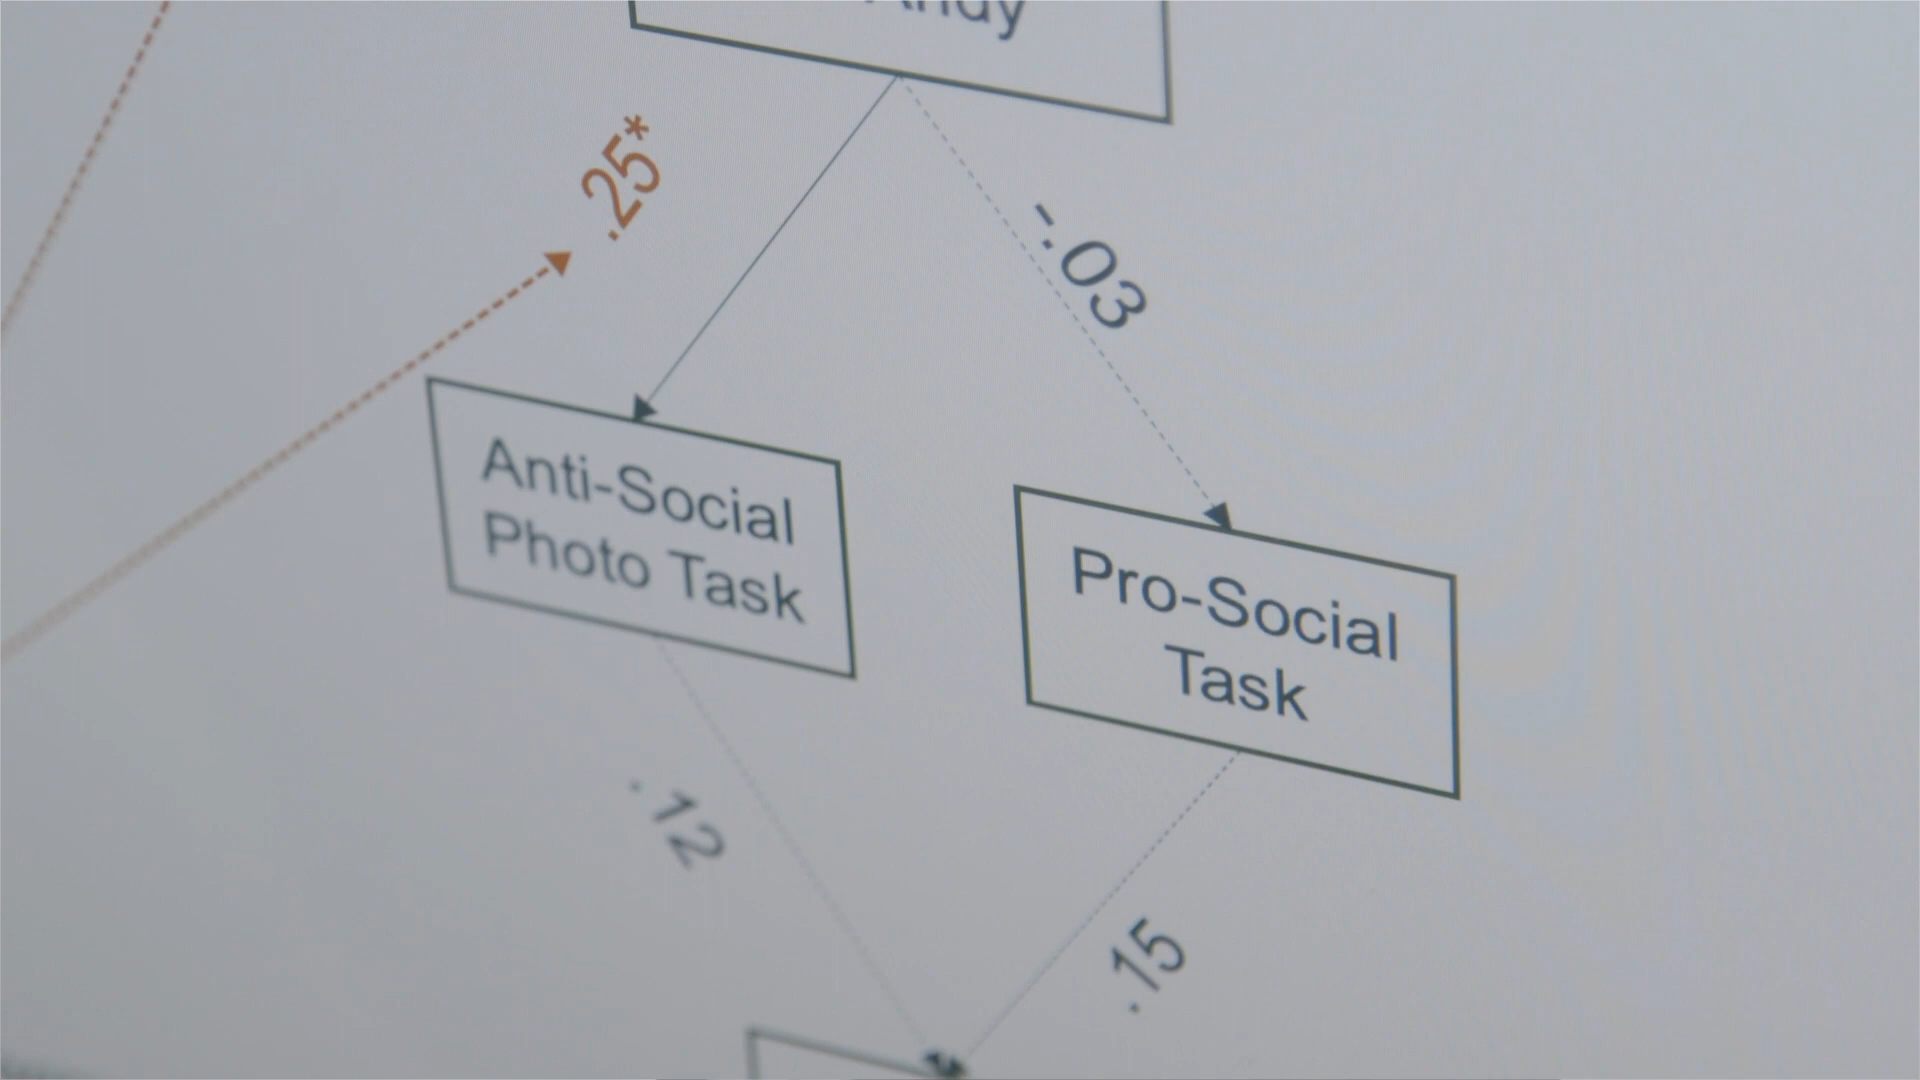 .25*
-.03
Anti-Social
Photo Task
Pro-Social
Task
.12
.15